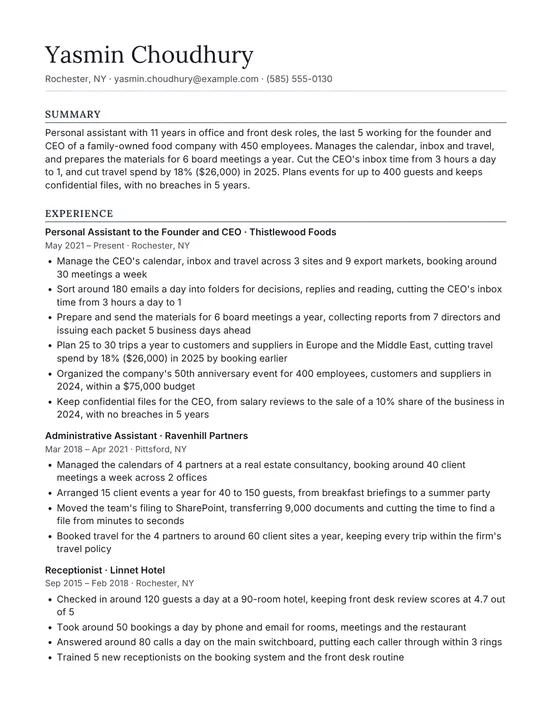 Yasmin Choudhury
Rochester, NY · yasmin.choudhury@example.com · (585) 555-0130
SUMMARY
Personal assistant with 11 years in office and front desk roles, the last 5 working for the founder and
CEO of a family-owned food company with 450 employees. Manages the calendar, inbox and travel,
and prepares the materials for 6 board meetings a year. Cut the CEO's inbox time from 3 hours a day
to 1, and cut travel spend by 18% ($26,000) in 2025. Plans events for up to 400 guests and keeps
confidential files, with no breaches in 5 years.
EXPERIENCE
Personal Assistant to the Founder and CEO · Thistlewood Foods
May 2021 – Present · Rochester, NY
• Manage the CEO's calendar, inbox and travel across 3 sites and 9 export markets, booking around
30 meetings a week
• Sort around 180 emails a day into folders for decisions, replies and reading, cutting the CEO's inbox
time from 3 hours a day to 1
• Prepare and send the materials for 6 board meetings a year, collecting reports from 7 directors and
issuing each packet 5 business days ahead
• Plan 25 to 30 trips a year to customers and suppliers in Europe and the Middle East, cutting travel
spend by 18% ($26,000) in 2025 by booking earlier
• Organized the company's 50th anniversary event for 400 employees, customers and suppliers in
2024, within a $75,000 budget
• Keep confidential files for the CEO, from salary reviews to the sale of a 10% share of the business in
2024, with no breaches in 5 years
Administrative Assistant · Ravenhill Partners
Mar 2018 – Apr 2021 · Pittsford, NY
• Managed the calendars of 4 partners at a real estate consultancy, booking around 40 client
meetings a week across 2 offices
• Arranged 15 client events a year for 40 to 150 guests, from breakfast briefings to a summer party
• Moved the team's filing to SharePoint, transferring 9,000 documents and cutting the time to find a
file from minutes to seconds
• Booked travel for the 4 partners to around 60 client sites a year, keeping every trip within the firm's
travel policy
Receptionist · Linnet Hotel
Sep 2015 – Feb 2018 · Rochester, NY
• Checked in around 120 guests a day at a 90-room hotel, keeping front desk review scores at 4.7 out
of 5
• Took around 50 bookings a day by phone and email for rooms, meetings and the restaurant
• Answered around 80 calls a day on the main switchboard, putting each caller through within 3 rings
• Trained 5 new receptionists on the booking system and the front desk routine